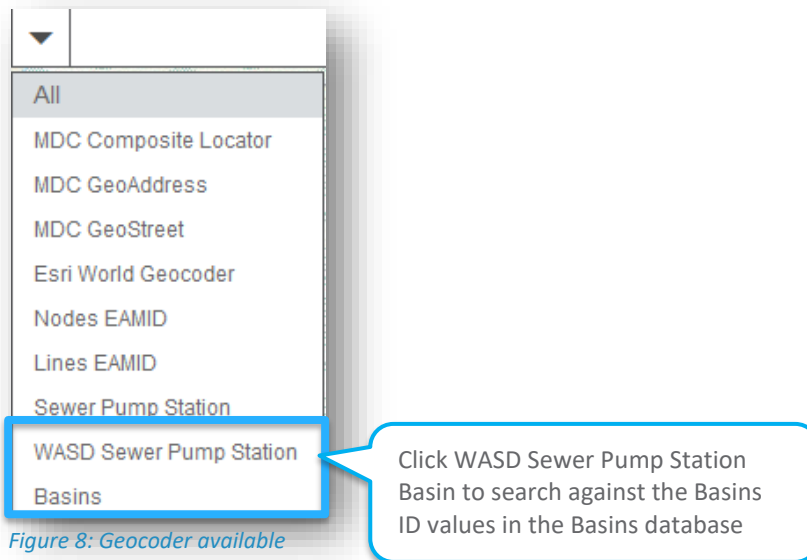 All
MDC Composite Locator
MDC GeoAddress
MDC GeoStreet
Esri World Geocoder
Nodes EAMID
Lines EAMID
Sewer Pump Station
WASD Sewer Pump Station
Basins
Click WASD Sewer Pump Station
Basin to search against the Basins
ID values in the Basins database
Figure 8: Geocoder available